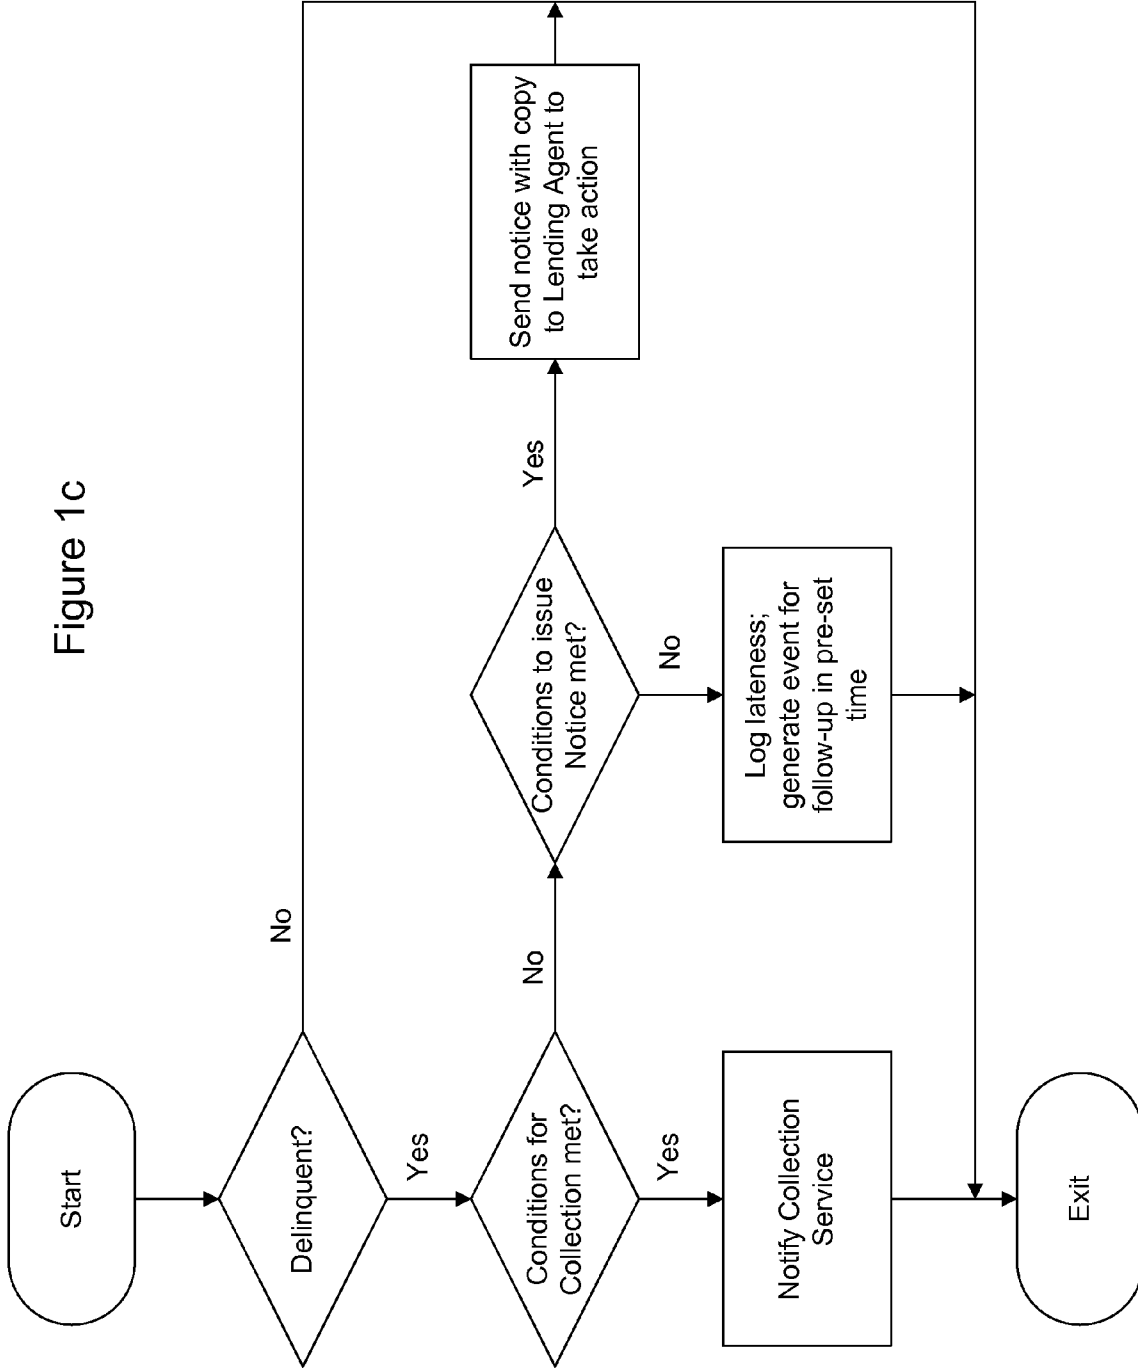 Figure 1c
Start
Delinquent?
No
Yes
Conditions for
Collection met?
No
Conditions to issue
Notice met?
Yes
Send notice with copy
to Lending Agent to
take action
Yes
No
Notify Collection
Service
Log lateness;
generate event for
follow-up in pre-set
time
Exit